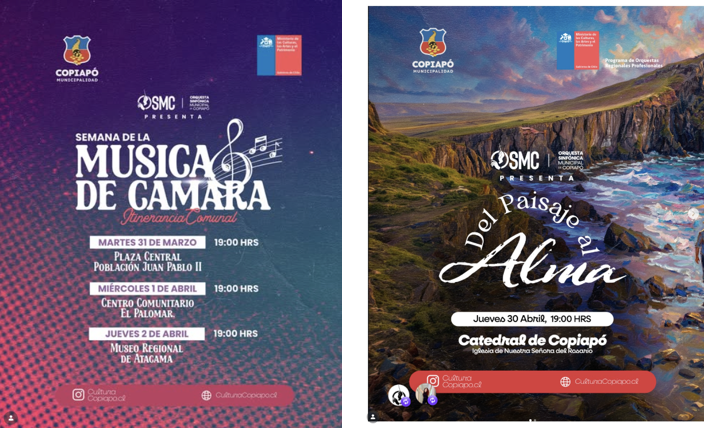 COPIAPÓ
MUNICIPALIDAD
Ministerio de
las Culturas,
las Artes y el
Patrimonio
OSMC
ORQUESTA
SINFÓNICA
MUNICIPAL
DE COPIAPÓ
PRESENTA
SEMANA DE LA
MUSICA
DE CAMARA
Itinerancia Comunal
MARTES 31 DE MARZO 19:00 HRS
PLAZA CENTRAL
POBLACIÓN JUAN PABLO II
MIÉRCOLES 1 DE ABRIL 19:00 HRS
CENTRO COMUNITARIO
EL PALOMAR.
JUEVES 2 DE ABRIL 19:00 HRS
MUSEO REGIONAL
DE ATACAMA
Cultura
Copiapo.cl
CulturaCopiapo.cl
COPIAPÓ
MUNICIPALIDAD
Ministerio de
las Culturas,
las Artes y el
Patrimonio
Programa de Orquestas
Regionales Profesionales
OSMC
ORQUESTA
SINFÓNICA
MUNICIPAL
DE COPIAPÓ
PRESENTA
Del Paisaje al
Alma
Jueves 30 Abril, 19:00 HRS
Catedral de Copiapó
Iglesia de Nuestra Señora del Rosario
Cultura
Copiapo.cl
CulturaCopiapo.cl